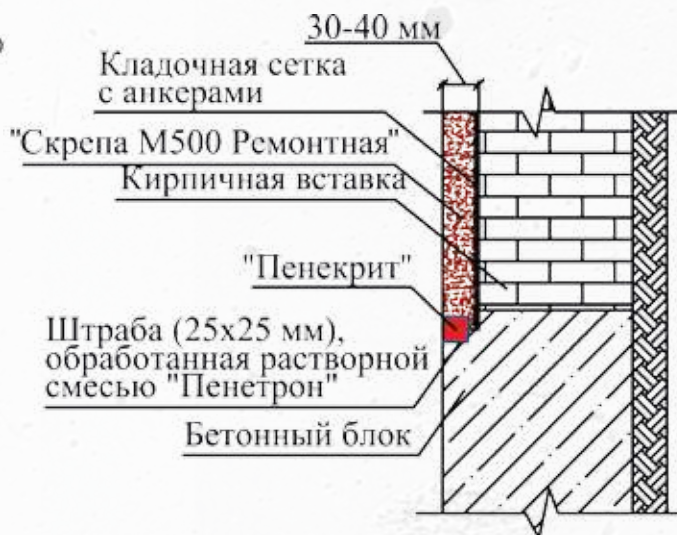 30-40 мм
Кладочная сетка
с анкерами
"Скрепа М500 Ремонтная"
Кирпичная вставка
"Пенекрит"
Штраба (25х25 мм),
обработанная растворной
смесью "Пенетрон"
Бетонный блок